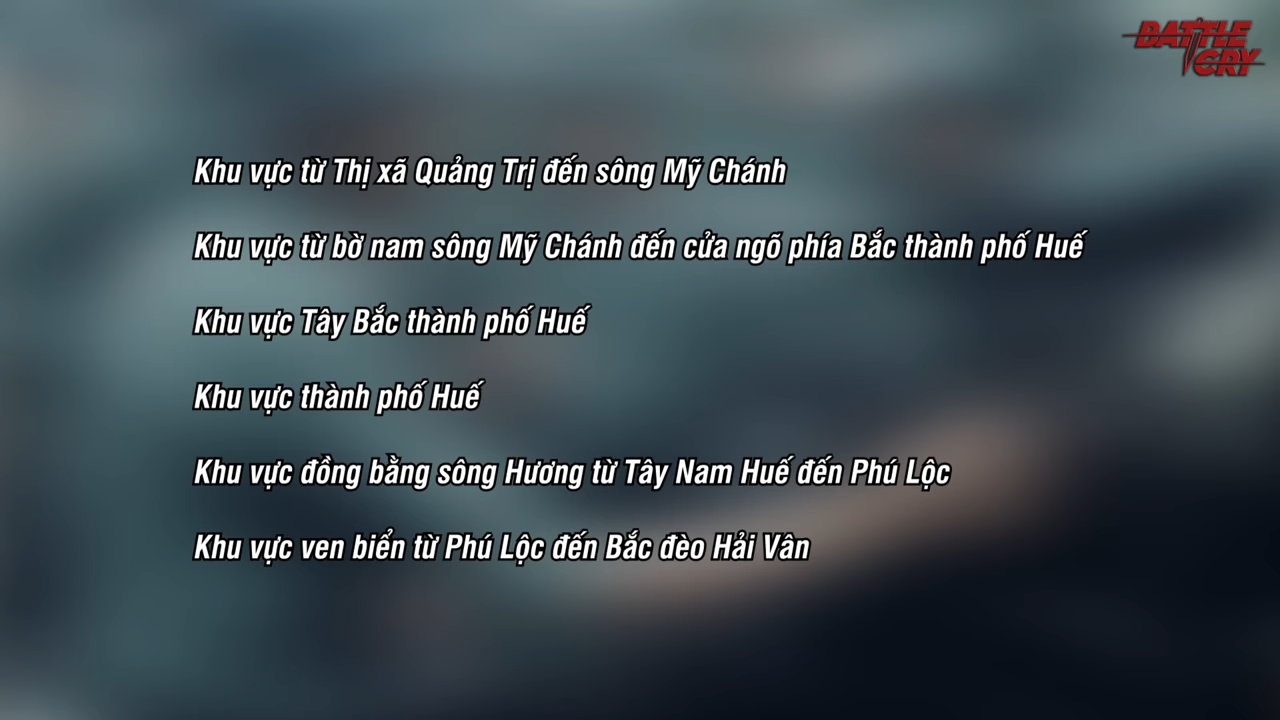 BATTLE
CRY
Khu vực từ Thị xã Quảng Trị đến sông Mỹ Chánh
Khu vực từ bờ nam sông Mỹ Chánh đến cửa ngõ phía Bắc thành phố Huế
Khu vực Tây Bắc thành phố Huế
Khu vực thành phố Huế
Khu vực đồng bằng sông Hương từ Tây Nam Huế đến Phú Lộc
Khu vực ven biển từ Phú Lộc đến Bắc đèo Hải Vân